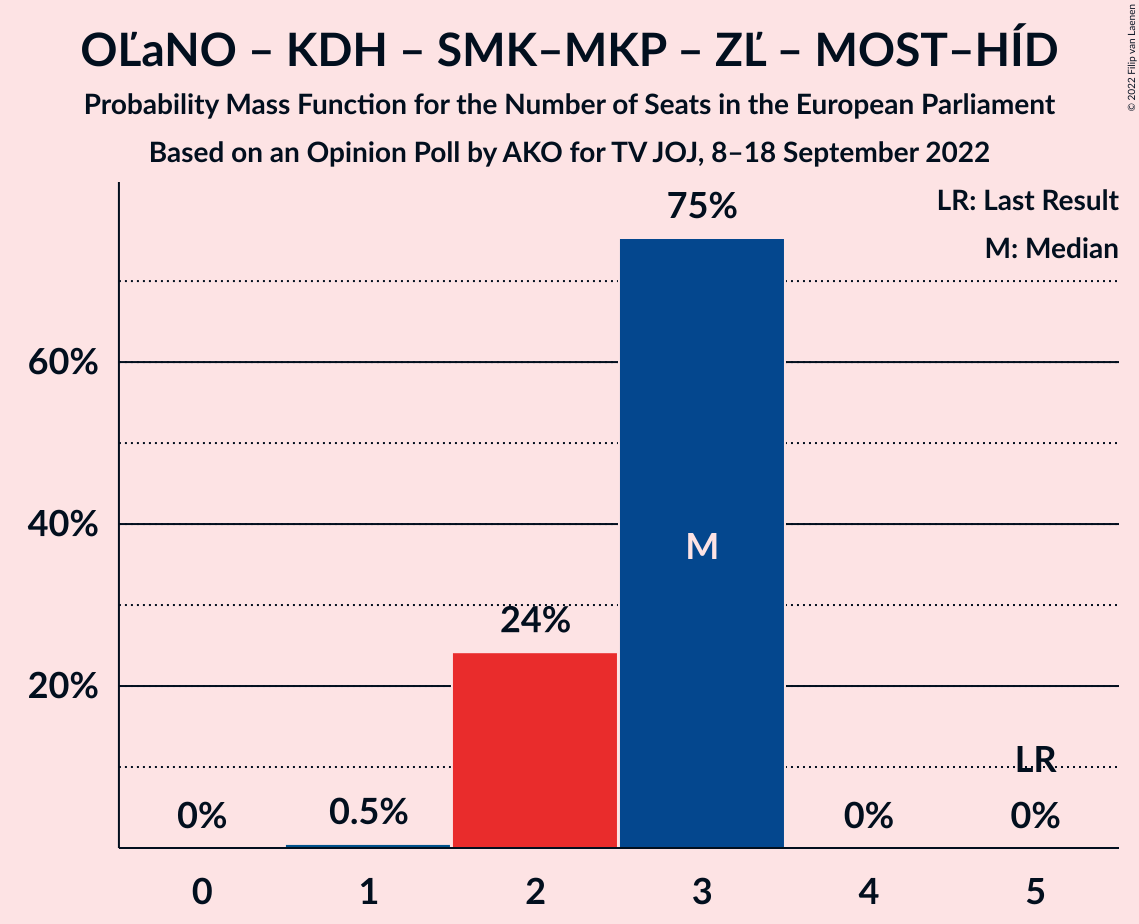 OĽaNO – KDH – SMK–MKP – ZĽ – MOST–HÍD
Probability Mass Function for the Number of Seats in the European Parliament
Based on an Opinion Poll by AKO for TV JOJ, 8–18 September 2022
© 2022 Filip van Laenen
LR: Last Result
M: Median
75%
60%
40%
M
24%
20%
LR
0%
0.5%
0%
0%
0
1
2
3
4
5